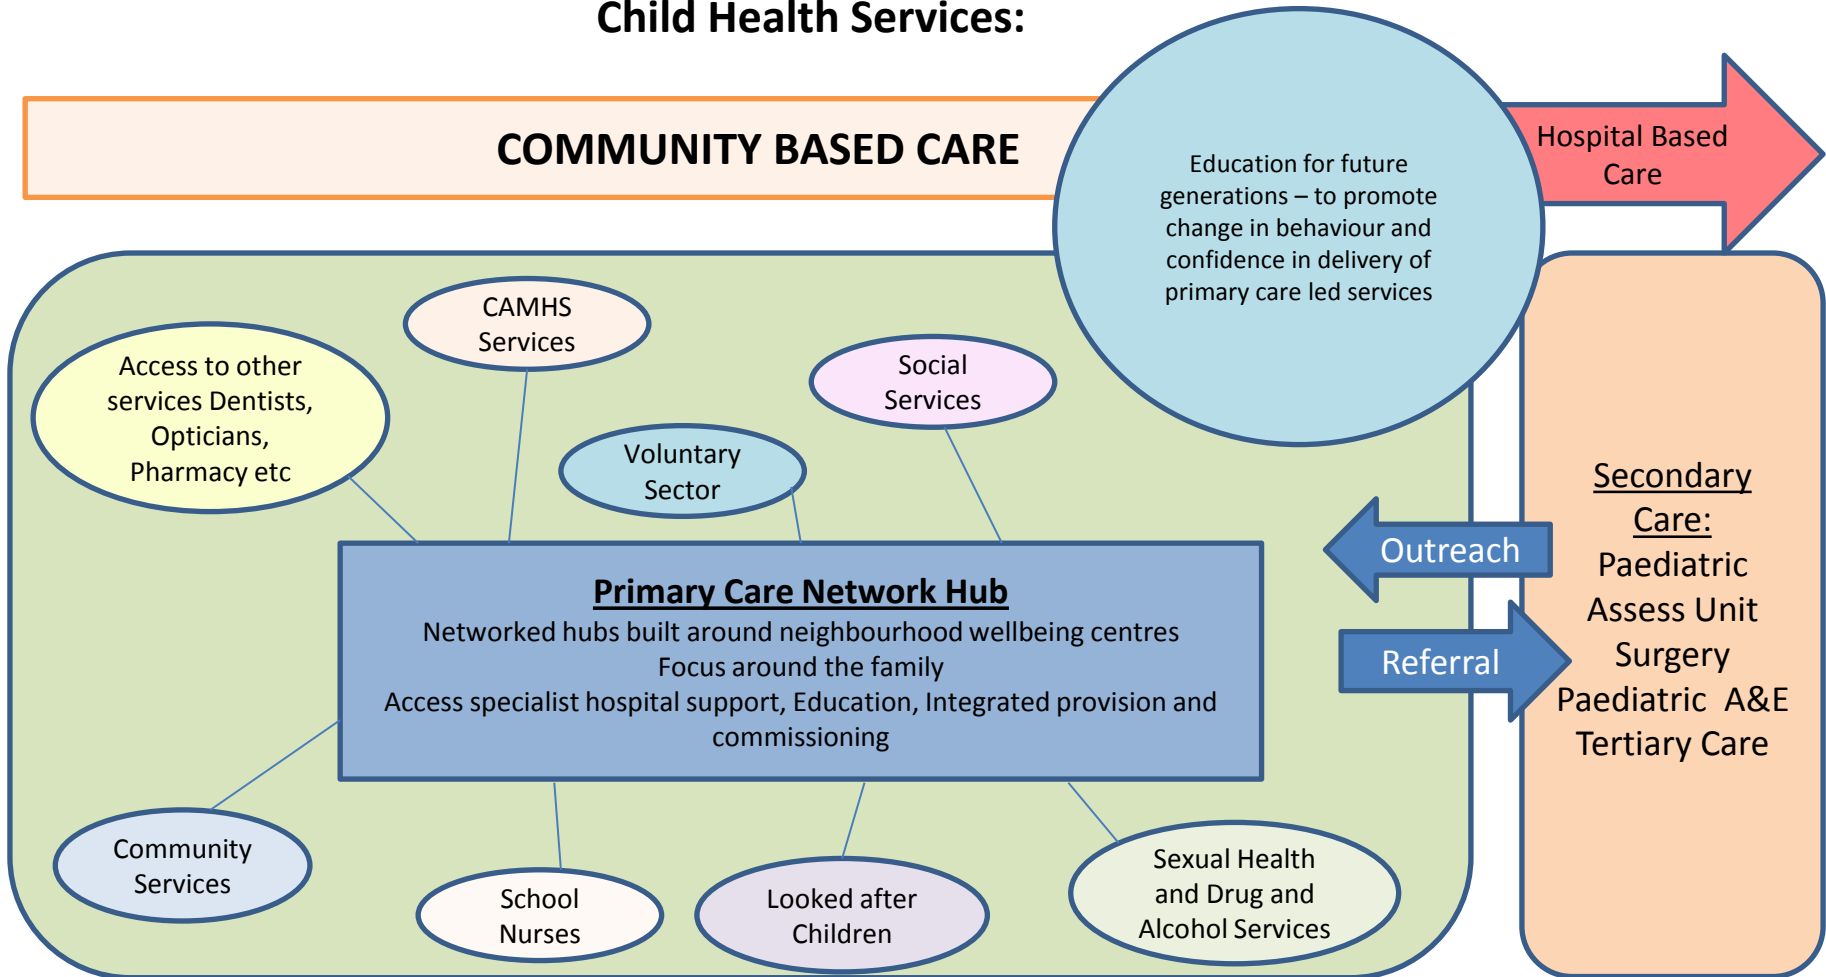 Child Health Services:
COMMUNITY BASED CARE
Education for future
generations – to promote
change in behaviour and
confidence in delivery of
primary care led services
Hospital Based
Care
CAMHS
Services
Access to other
services Dentists,
Opticians,
Pharmacy etc
Social
Services
Voluntary
Sector
Primary Care Network Hub
Networked hubs built around neighbourhood wellbeing centres
Focus around the family
Access specialist hospital support, Education, Integrated provision and
commissioning
Outreach
Referral
Secondary
Care:
Paediatric
Assess Unit
Surgery
Paediatric A&E
Tertiary Care
Community
Services
School
Nurses
Looked after
Children
Sexual Health
and Drug and
Alcohol Services